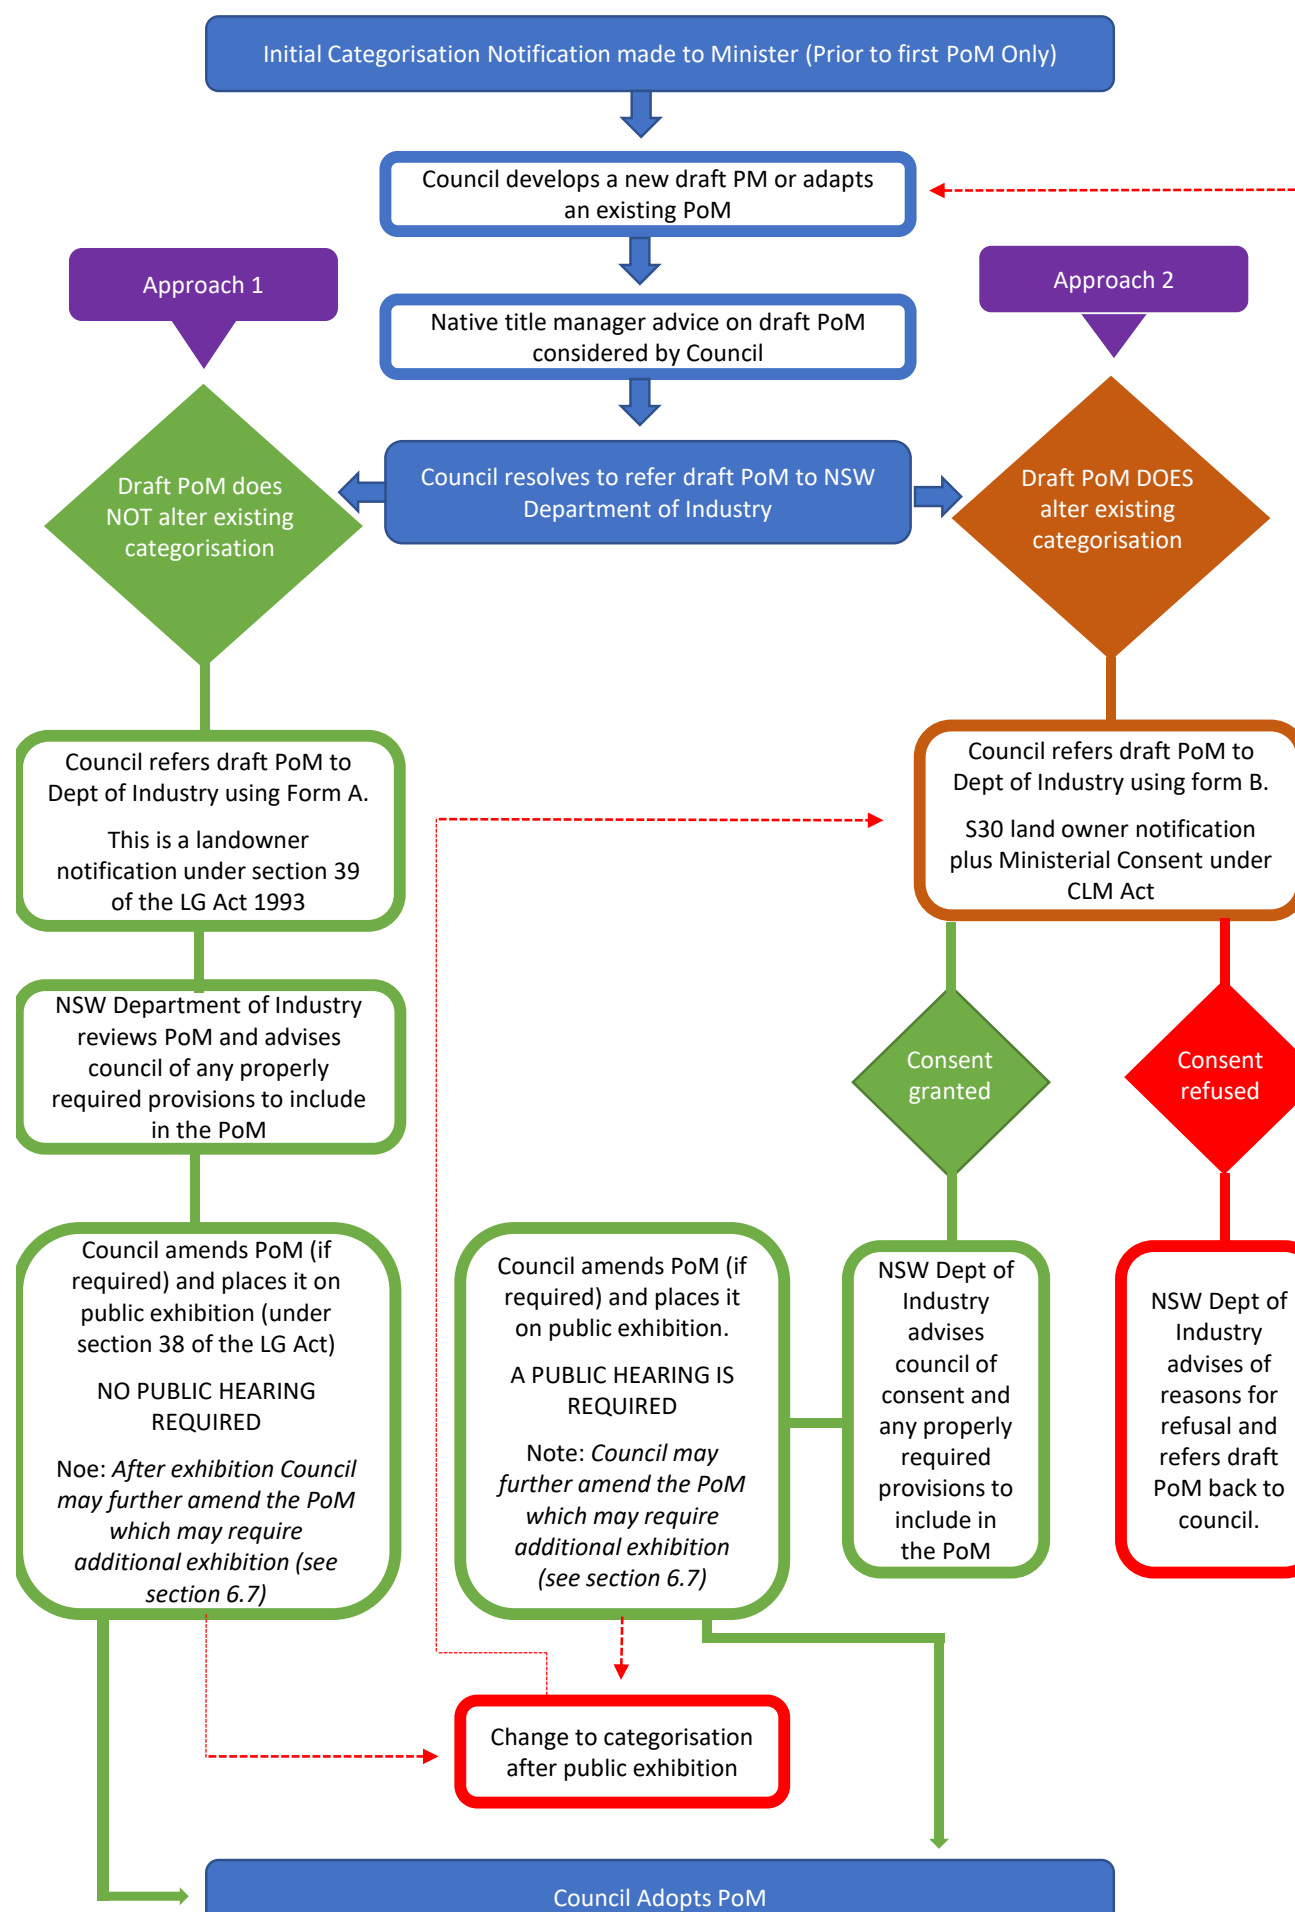 Initial Categorisation Notification made to Minister (Prior to first PoM Only)
Council develops a new draft PM or adapts
an existing PoM
Approach 1
Approach 2
Native title manager advice on draft PoM
considered by Council
Council resolves to refer draft PoM to NSW
Department of Industry
Draft PoM does
NOT alter existing
categorisation
Draft PoM DOES
alter existing
categorisation
Council refers draft PoM to
Dept of Industry using Form A.
This is a landowner
notification under section 39
of the LG Act 1993
Council refers draft PoM to
Dept of Industry using form B.
S30 land owner notification
plus Ministerial Consent under
CLM Act
NSW Department of Industry
reviews PoM and advises
council of any properly
required provisions to include
in the PoM
Consent
granted
Consent
refused
Council amends PoM (if
required) and places it on
public exhibition (under
section 38 of the LG Act)
NO PUBLIC HEARING
REQUIRED
Noe: After exhibition Council
may further amend the PoM
which may require
additional exhibition (see
section 6.7)
Council amends PoM (if
required) and places it
on public exhibition.
A PUBLIC HEARING IS
REQUIRED
Note: Council may
further amend the PoM
which may require
additional exhibition
(see section 6.7)
NSW Dept of
Industry
advises
council of
consent and
any properly
required
provisions to
include in
the PoM
NSW Dept of
Industry
advises of
reasons for
refusal and
refers draft
PoM back to
council.
Change to categorisation
after public exhibition
Council Adopts PoM